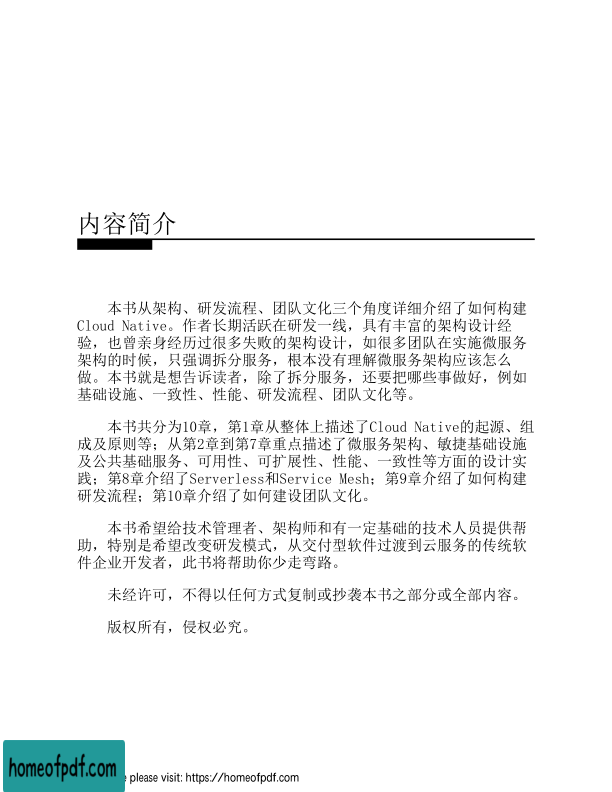 内容简介
本书从架构、研发流程、团队文化三个角度详细介绍了如何构建
Cloud Native。作者长期活跃在研发一线，具有丰富的架构设计经
验，也曾亲身经历过很多失败的架构设计，如很多团队在实施微服务
架构的时候，只强调拆分服务，根本没有理解微服务架构应该怎么
做。本书就是想告诉读者，除了拆分服务，还要把哪些事做好，例如
基础设施、一致性、性能、研发流程、团队文化等。
本书共分为10章，第1章从整体上描述了Cloud Native的起源、组
成及原则等；从第2章到第7章重点描述了微服务架构、敏捷基础设施
及公共基础服务、可用性、可扩展性、性能、一致性等方面的设计实
践；第8章介绍了Serverless和Service Mesh；第9章介绍了如何构建
研发流程；第10章介绍了如何建设团队文化。
本书希望给技术管理者、架构师和有一定基础的技术人员提供帮
助，特别是希望改变研发模式，从交付型软件过渡到云服务的传统软
件企业开发者，此书将帮助你少走弯路。
未经许可，不得以任何方式复制或抄袭本书之部分或全部内容。
版权所有，侵权必究。
homeofpdf.com
please visit: https://homeofpdf.com